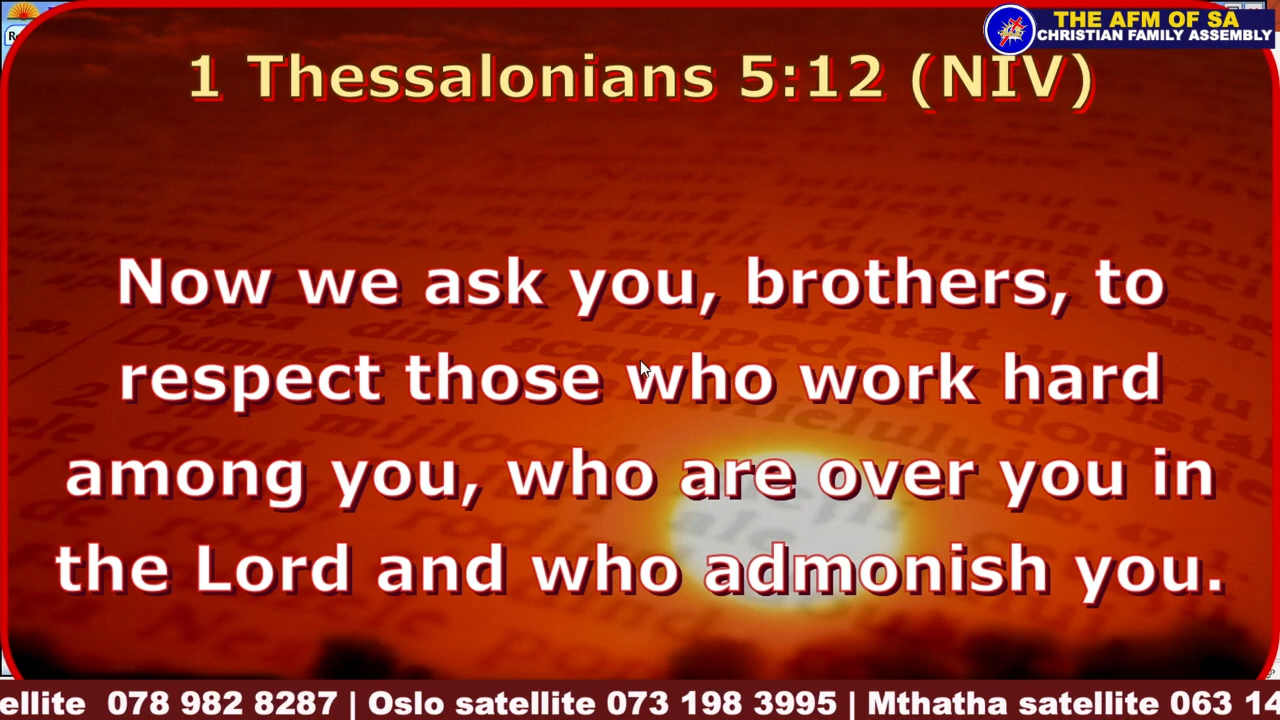 THE AFM OF SA
CHRISTIAN FAMILY ASSEMBLY
1 Thessalonians 5:12 (NIV)
Now we ask you, brothers, to
respect those who work hard
among you, who are over you in
the Lord and who admonish you.
ellite 078 982 8287 | Oslo satellite 073 198 3995 | Mthatha satellite 063 14